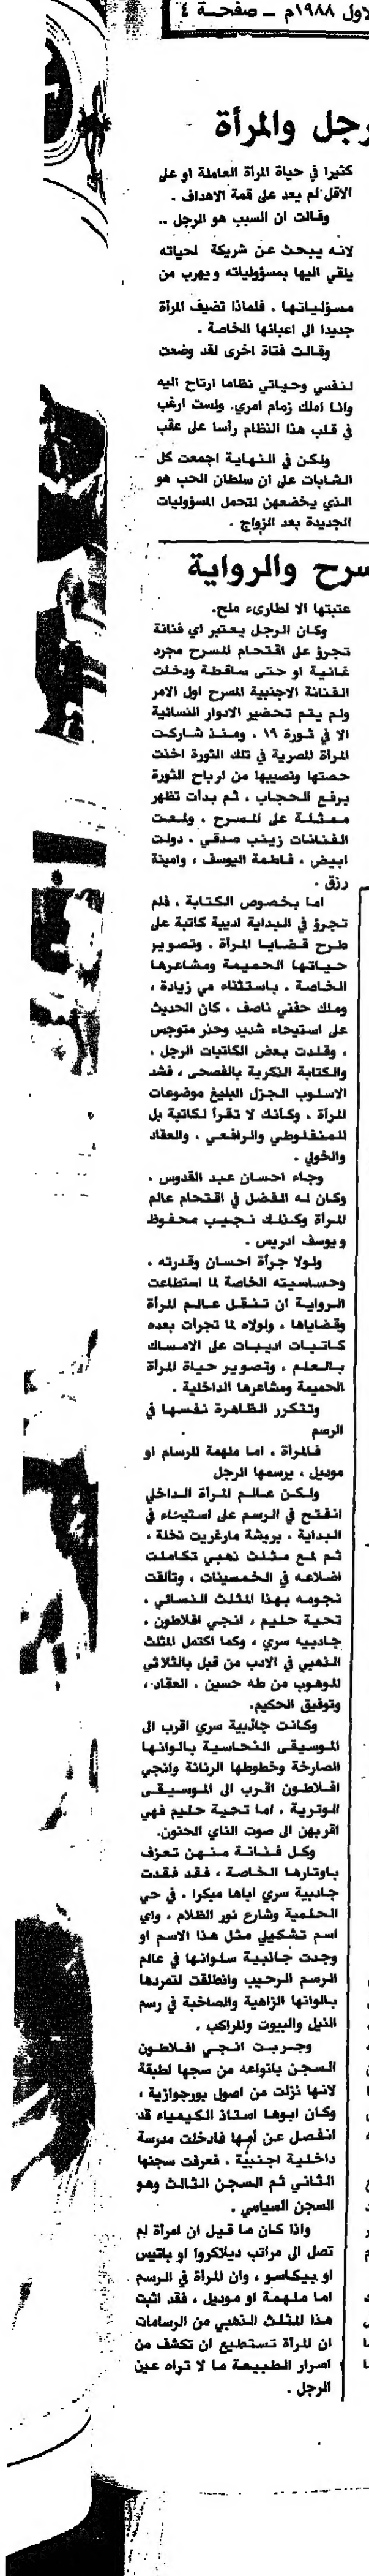 لاول ١٩٨٨م ـ صفحـة ٤
رجل والمرأة
كثيرا في حياة المرأة العاملة او على
الاقل لم يعد على قمة الاهداف .
وقالت ان السبب هو الرجل ..
لانه يبحث عن شريكة لحياته
يلقي اليها بمسؤولياته ويهرب من
مسؤلياتها . فلماذا تضيف المرأة
جديدا الى اعبائها الخاصة .
وقالت فتاة اخرى لقد وضعت
لنفسي وحياتي نظاما ارتاح اليه
وانا املك زمام امري. ولست ارغب
في قلب هذا النظام رأسا على عقب
ولكن في النهاية اجمعت كل
الشابات على ان سلطان الحب هو
الذي يخضعهن لتحمل المسؤوليات
الجديدة بعد الزواج .
سرح والرواية
عتبتها الا لطارىء ملح.
وكان الرجل يعتبر اي فنانة
تجرؤ على اقتحام المسرح مجرد
غانية او حتى ساقطة ودخلت
الفنانة الاجنبية المسرح اول الامر
ولم يتم تحضير الادوار النسائية
الا في ثورة ١٩ ، ومنذ شاركت
المرأة المصرية في تلك الثورة اخذت
حصتها ونصيبها من ارباح الثورة
برفع الحجاب ، ثم بدأت تظهر
ممثلة على المسرح . ولمعت
الفنانات زينب صدقي . دولت
ابيض ، فاطمة اليوسف ، وامينة
رزق .
اما بخصوص الكتابة ، فلم
تجرؤ في البداية اديبة كاتبة على
طرح قضايا المرأة ، وتصوير
حياتها الحميمة ومشاعرها
الخاصة . باستثناء مي زيادة ،
وملك حفني ناصف ، كان الحديث
على استيحاء شديد وحذر متوجس
، وقلدت بعض الكاتبات الرجل ،
والكتابة الذكرية بالفصحى ، فشد
الاسلوب الجزل البليغ موضوعات
المرأة ، وكأنك لا تقرأ لكاتبة بل
للمنفلوطي والرافعي ، والعقاد
والخولي .
وجاء احسان عبد القدوس ،
وكان له الفضل في اقتحام عالم
المرأة وكذلك نجيب محفوظ
ويوسف ادريس .
ولولا جرأة احسان وقدرته ،
وحساسيته الخاصة لما استطاعت
الرواية ان تنقل عالم المرأة
وقضاياها ، ولولاه لما تجرأت بعده
كاتبات اديبات على الامساك
بالعلم ، وتصوير حياة المرأة
الحميمة ومشاعرها الداخلية .
وتتكرر الظاهرة نفسها في
الرسم
فالمرأة ، اما ملهمة للرسام او
موديل ، يرسمها الرجل
ولكن عالم المرأة الداخلي
انفتح في الرسم على استيحاء في
البداية . بريشة مارغريت نخلة ،
ثم لمع مثلث ذهبي تكاملت
اضلاعه في الخمسينات ، وتألقت
نجومه بهذا المثلث النسائي ،
تحية حليم ، انجي افلاطون ،
جاذبيه سري ، وكما اكتمل المثلث
الذهبي في الادب من قبل بالثلاثي
الموهوب من طه حسين . العقاد ،
وتوفيق الحكيم.
وكانت جاذبية سري اقرب الى
الموسيقى النحاسية بالوانها
الصارخة وخطوطها الرنانة وانجي
افلاطون اقرب الى الموسيقى
الوترية ، اما تحية حليم فهي
اقربهن الى صوت الناي الحنون.
وكل فنانة منهن تعزف
باوتارها الخاصة ، فقد فقدت
جاذبية سري اباها مبكرا ، في حي
الحلمية وشارع نور الظلام ، واي
اسم تشكيلي مثل هذا الاسم او
وجدت جاذبية سلوانها في عالم
الرسم الرحيب وانطلقت لتمردها
بالوانها الزاهية والصاخبة في رسم
النيل والبيوت والمراكب .
وجربت انجي افلاطون
السجن بانواعه من سجها لطبقة
لانها نزلت من اصول بورجوازية ،
وكان ابوها استاذ الكيمياء قد
انفصل عن أمها فادخلت مدرسة
داخلية اجنبية . فعرفت سجنها
الثاني ثم السجن الثالث وهو
السجن السياسي .
واذا كان ما قيل ان امرأة لم
تصل الى مراتب ديلاكروا او باتيس
او بيكاسو ، وان المرأة في الرسم
اما ملهمة او موديل ، فقد اثبت
هذا المثلث الذهبي من الرسامات
ان المرأة تستطيع ان تكشف من
اسرار الطبيعة ما لا تراه عين
الرجل .